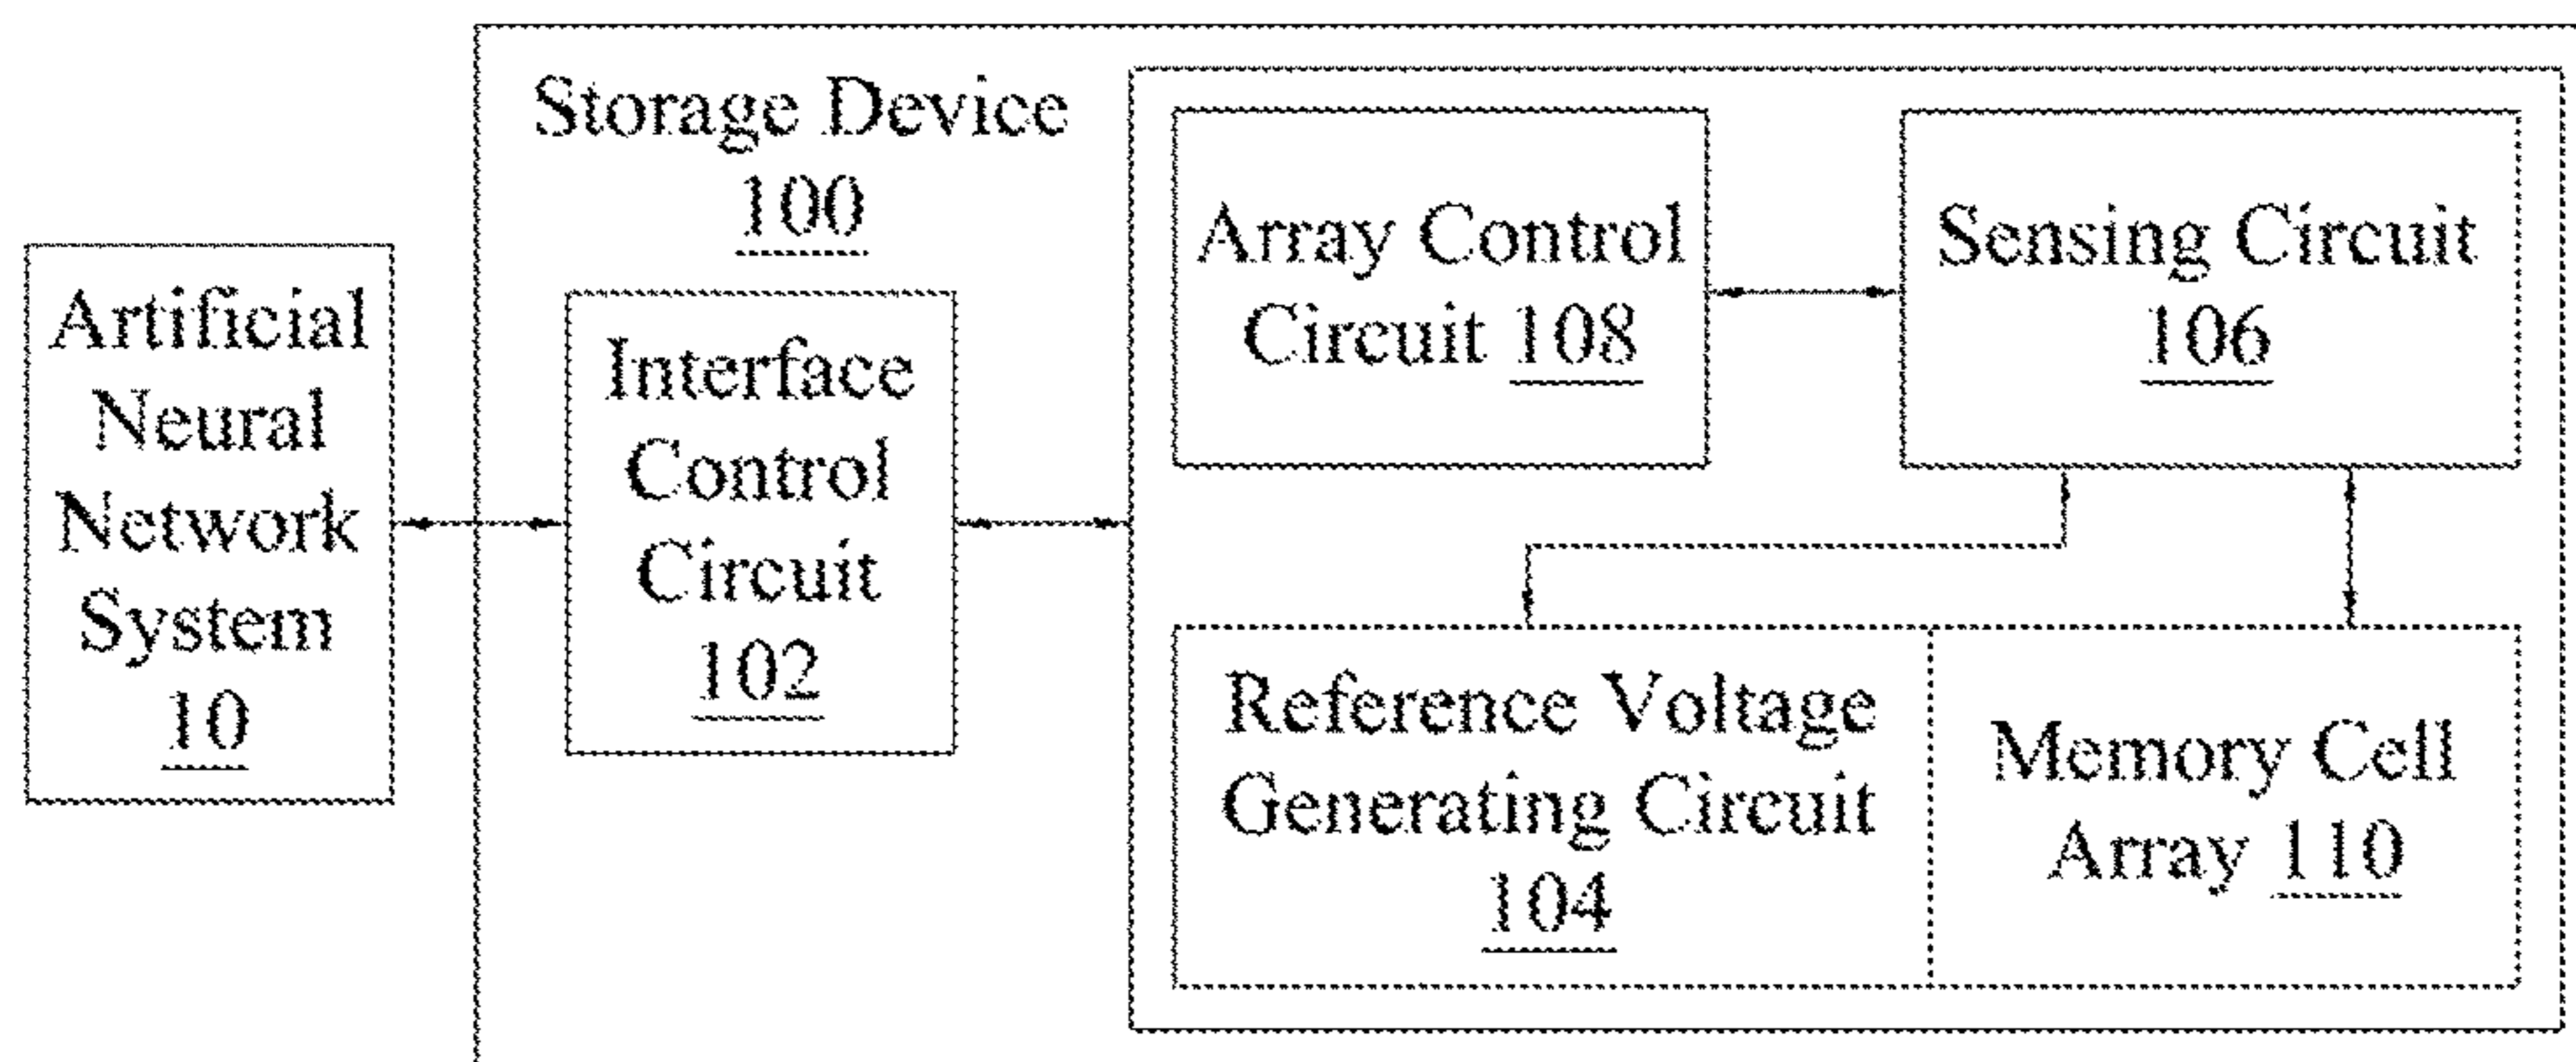 Storage Device
100
Artificial
Neural
Network
System
10
Interface
Control
Circuit
102
Array Control
Circuit 108
Sensing Circuit
106
Reference Voltage
Generating Circuit
104
Memory Cell
Array 110